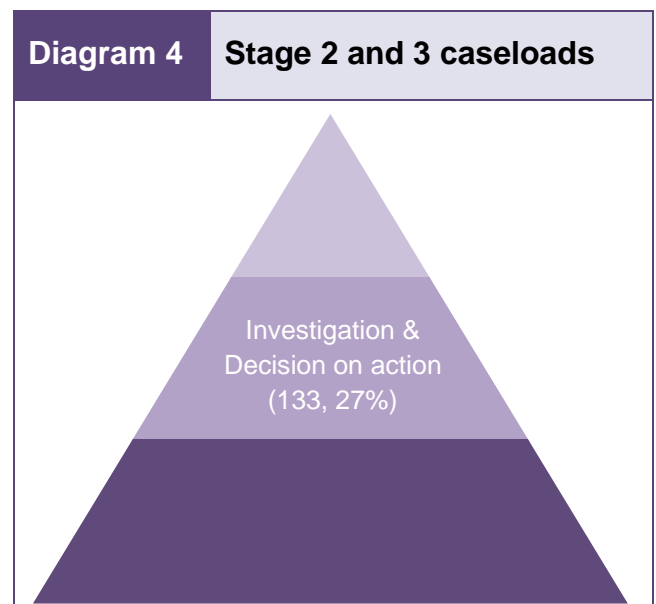 Diagram 4 Stage 2 and 3 caseloads
Investigation &
Decision on action
(133, 27%)